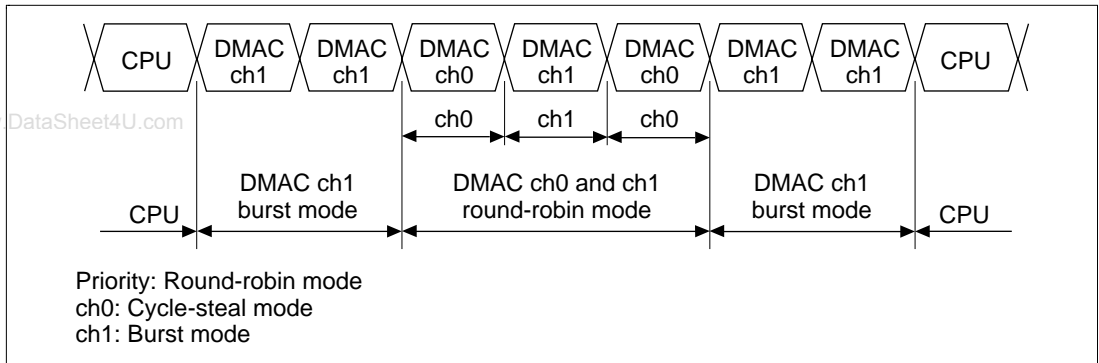 CPU DMAC ch1 DMAC ch1 DMAC ch0 DMAC ch1 DMAC ch0 DMAC ch1 DMAC ch1 CPU
ch0 ch1 ch0
.DataSheet4U.com
CPU
DMAC ch1
burst mode
DMAC ch0 and ch1
round-robin mode
DMAC ch1
burst mode
CPU
Priority: Round-robin mode
ch0: Cycle-steal mode
ch1: Burst mode